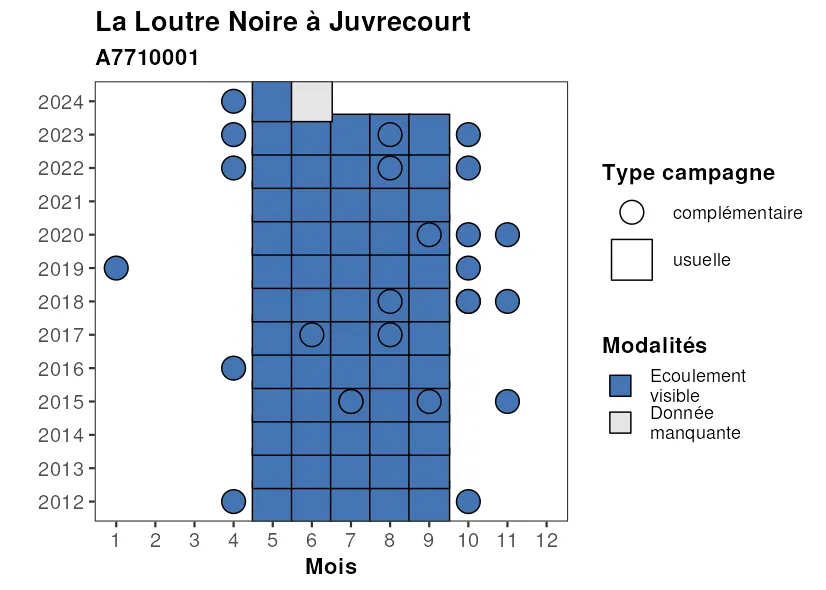 La Loutre Noire à Juvrecourt
A7710001
2024
2023
2022
2021
2020
2019
2018
2017
2016
2015
2014
2013
2012
1 2 3 4 5 6 7 8 9 10 11 12
Mois
Type campagne
complémentaire
usuelle
Modalités
Ecoulement
visible
Donnée
manquante